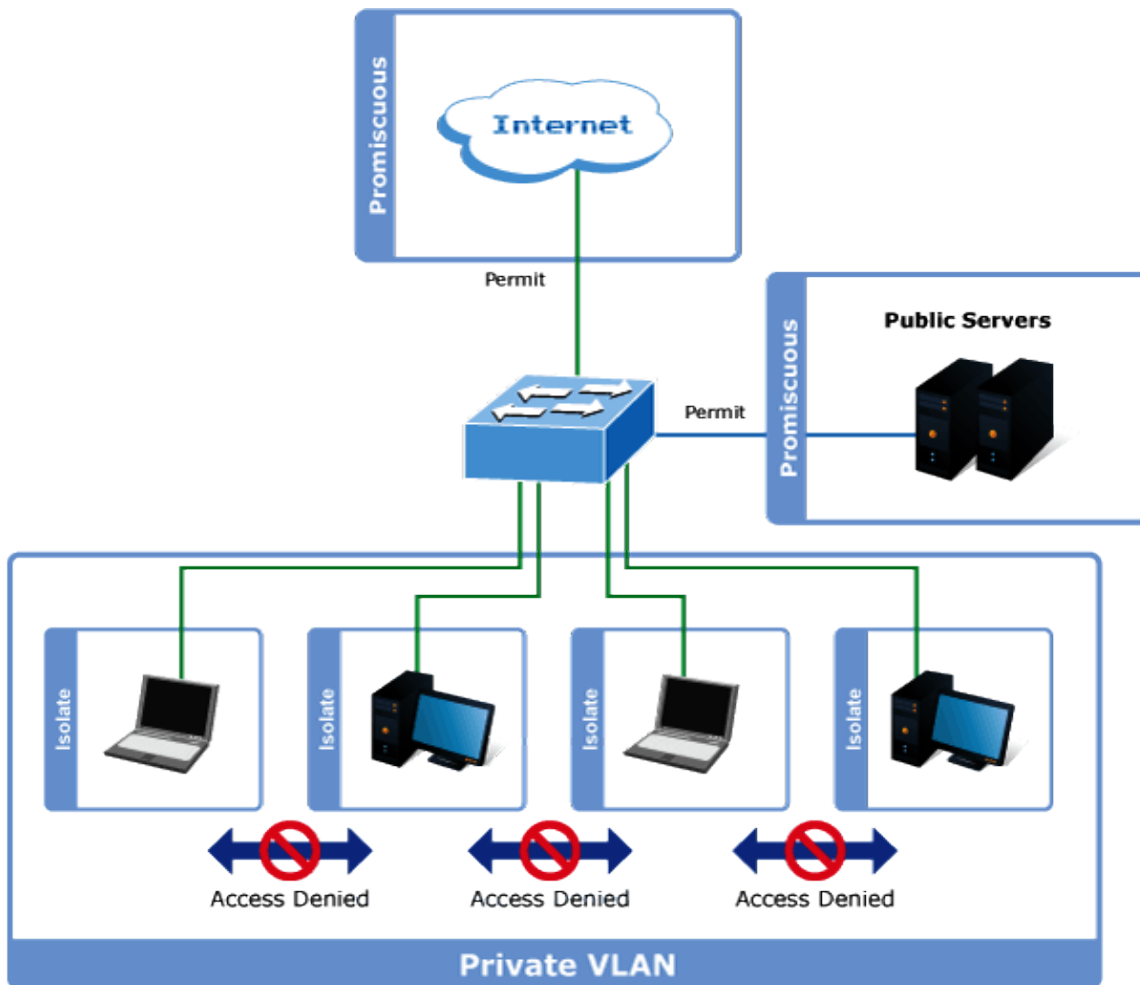 Promiscuous
Internet
Permit
Promiscuous
Public Servers
Permit
Isolate
Isolate
Isolate
Isolate
Access Denied
Access Denied
Access Denied
Private VLAN